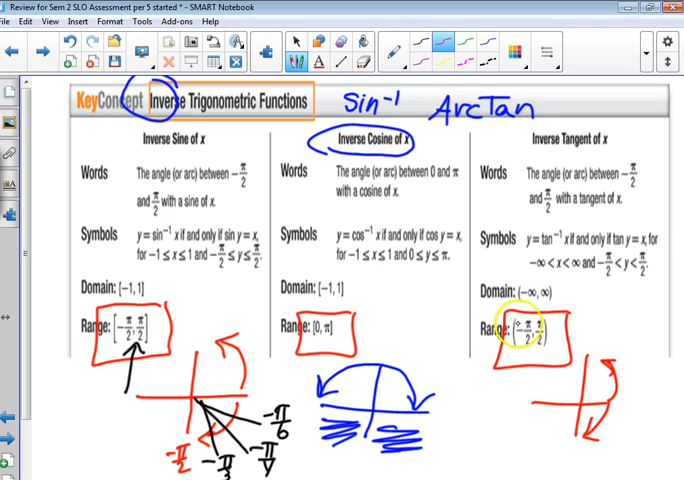 Review for Sem 2 SLO Assessment per 5 started * - SMART Notebook
Edit View Insert Format Tools Add-ons Help
KeyConcept Inverse Trigonometric Functions
Sin⁻¹ ArcTan
Inverse Sine of x
Words The angle (or arc) between -π/2
and π/2 with a sine of x.
Symbols y = sin⁻¹ x if and only if sin y = x,
for -1 ≤ x ≤ 1 and -π/2 ≤ y ≤ π/2.
Domain: [-1, 1]
Range: [-π/2, π/2]
-π/2
-π/3
-π/4
-π/6
Inverse Cosine of x
Words The angle (or arc) between 0 and π
with a cosine of x.
Symbols y = cos⁻¹ x if and only if cos y = x,
for -1 ≤ x ≤ 1 and 0 ≤ y ≤ π.
Domain: [-1, 1]
Range: [0, π]
Inverse Tangent of x
Words The angle (or arc) between -π/2
and π/2 with a tangent of x.
Symbols y = tan⁻¹ x if and only if tan y = x, for
-∞ < x < ∞ and -π/2 < y < π/2.
Domain: (-∞, ∞)
Range: (-π/2, π/2)